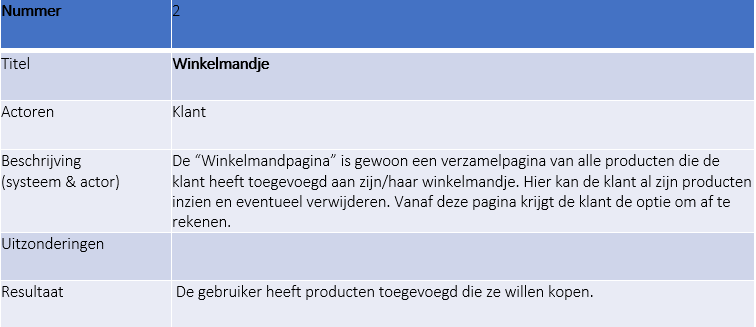 Nummer 2
Titel Winkelmandje
Actoren Klant
Beschrijving De “Winkelmandpagina” is gewoon een verzamelpagina van alle producten die de
(systeem & actor) klant heeft toegevoegd aan zijn/haar winkelmandje. Hier kan de klant al zijn producten
inzien en eventueel verwijderen. Vanaf deze pagina krijgt de klant de optie om af te
rekenen.
Uitzonderingen
Resultaat De gebruiker heeft producten toegevoegd die ze willen kopen.